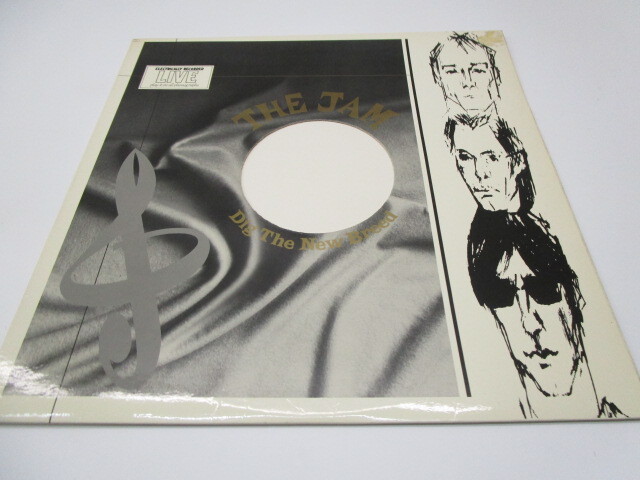 ELECTRICALLY RECORDED
LIVE
THE JAM
Dig The New Breed